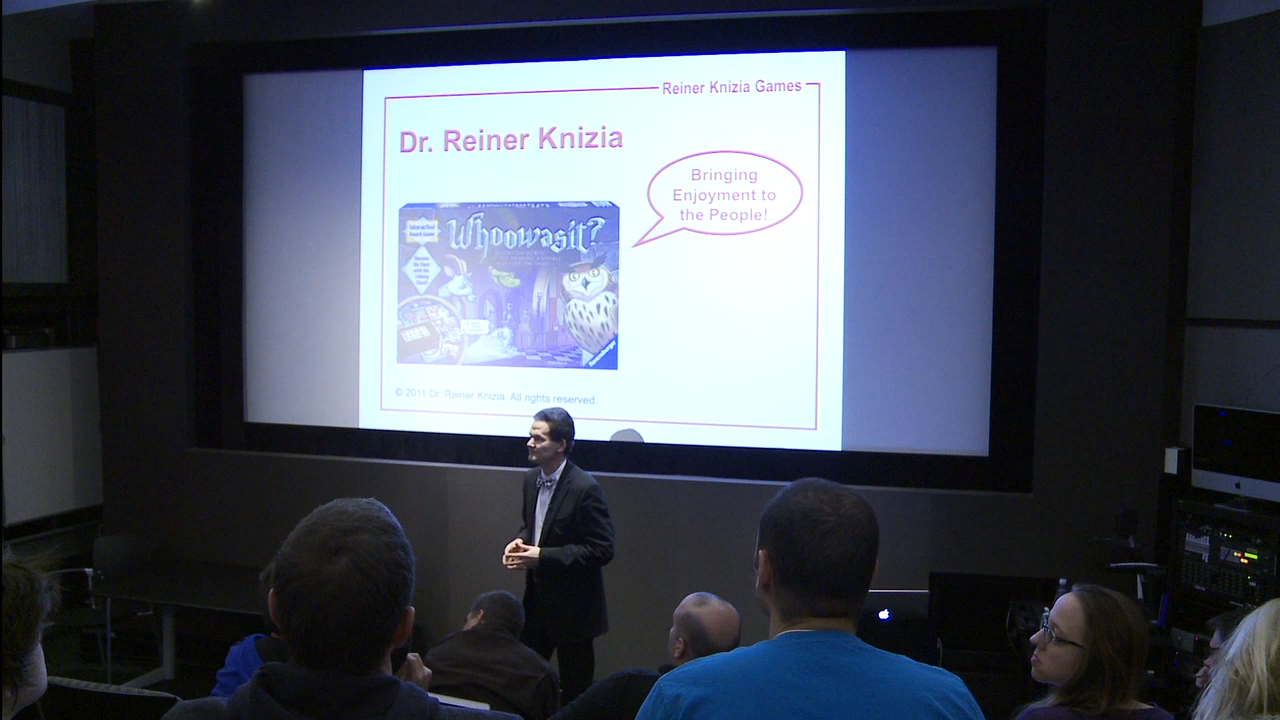 Reiner Knizia Games
Dr. Reiner Knizia
Bringing
Enjoyment to
the People!
Whoowasit?
Ravensburger
© 2011 Dr. Reiner Knizia. All rights reserved.